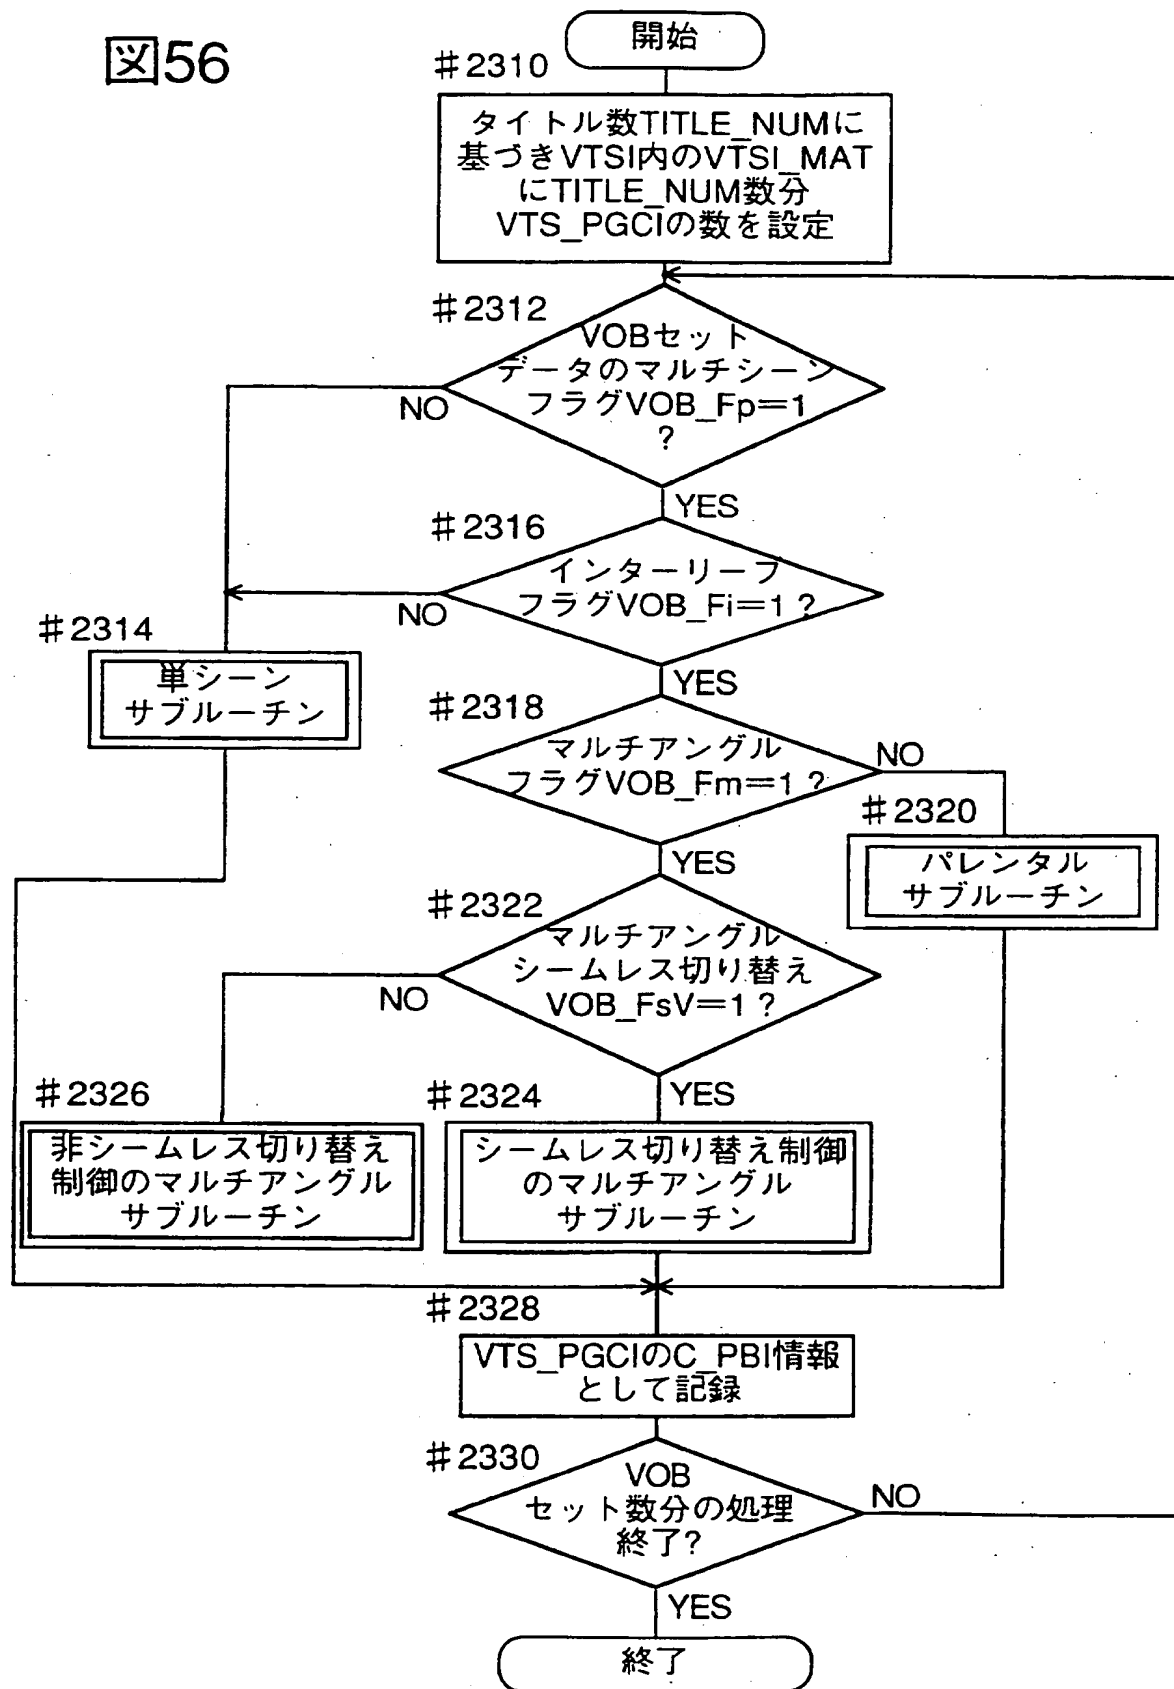 図56
開始
#2310
タイトル数TITLE_NUMに
基づきVTSI内のVTSI_MAT
にTITLE_NUM数分
VTS_PGCIの数を設定
#2312
VOBセット
データのマルチシーン
フラグVOB_Fp=1
?
NO
YES
#2316
インターリーフ
フラグVOB_Fi=1?
NO
YES
#2314
単シーン
サブルーチン
#2318
マルチアングル
フラグVOB_Fm=1?
NO
YES
#2320
パレンタル
サブルーチン
#2322
マルチアングル
シームレス切り替え
VOB_FsV=1?
NO
YES
#2326
非シームレス切り替え
制御のマルチアングル
サブルーチン
#2324
シームレス切り替え制御
のマルチアングル
サブルーチン
#2328
VTS_PGCIのC_PBI情報
として記録
#2330
VOB
セット数分の処理
終了?
NO
YES
終了